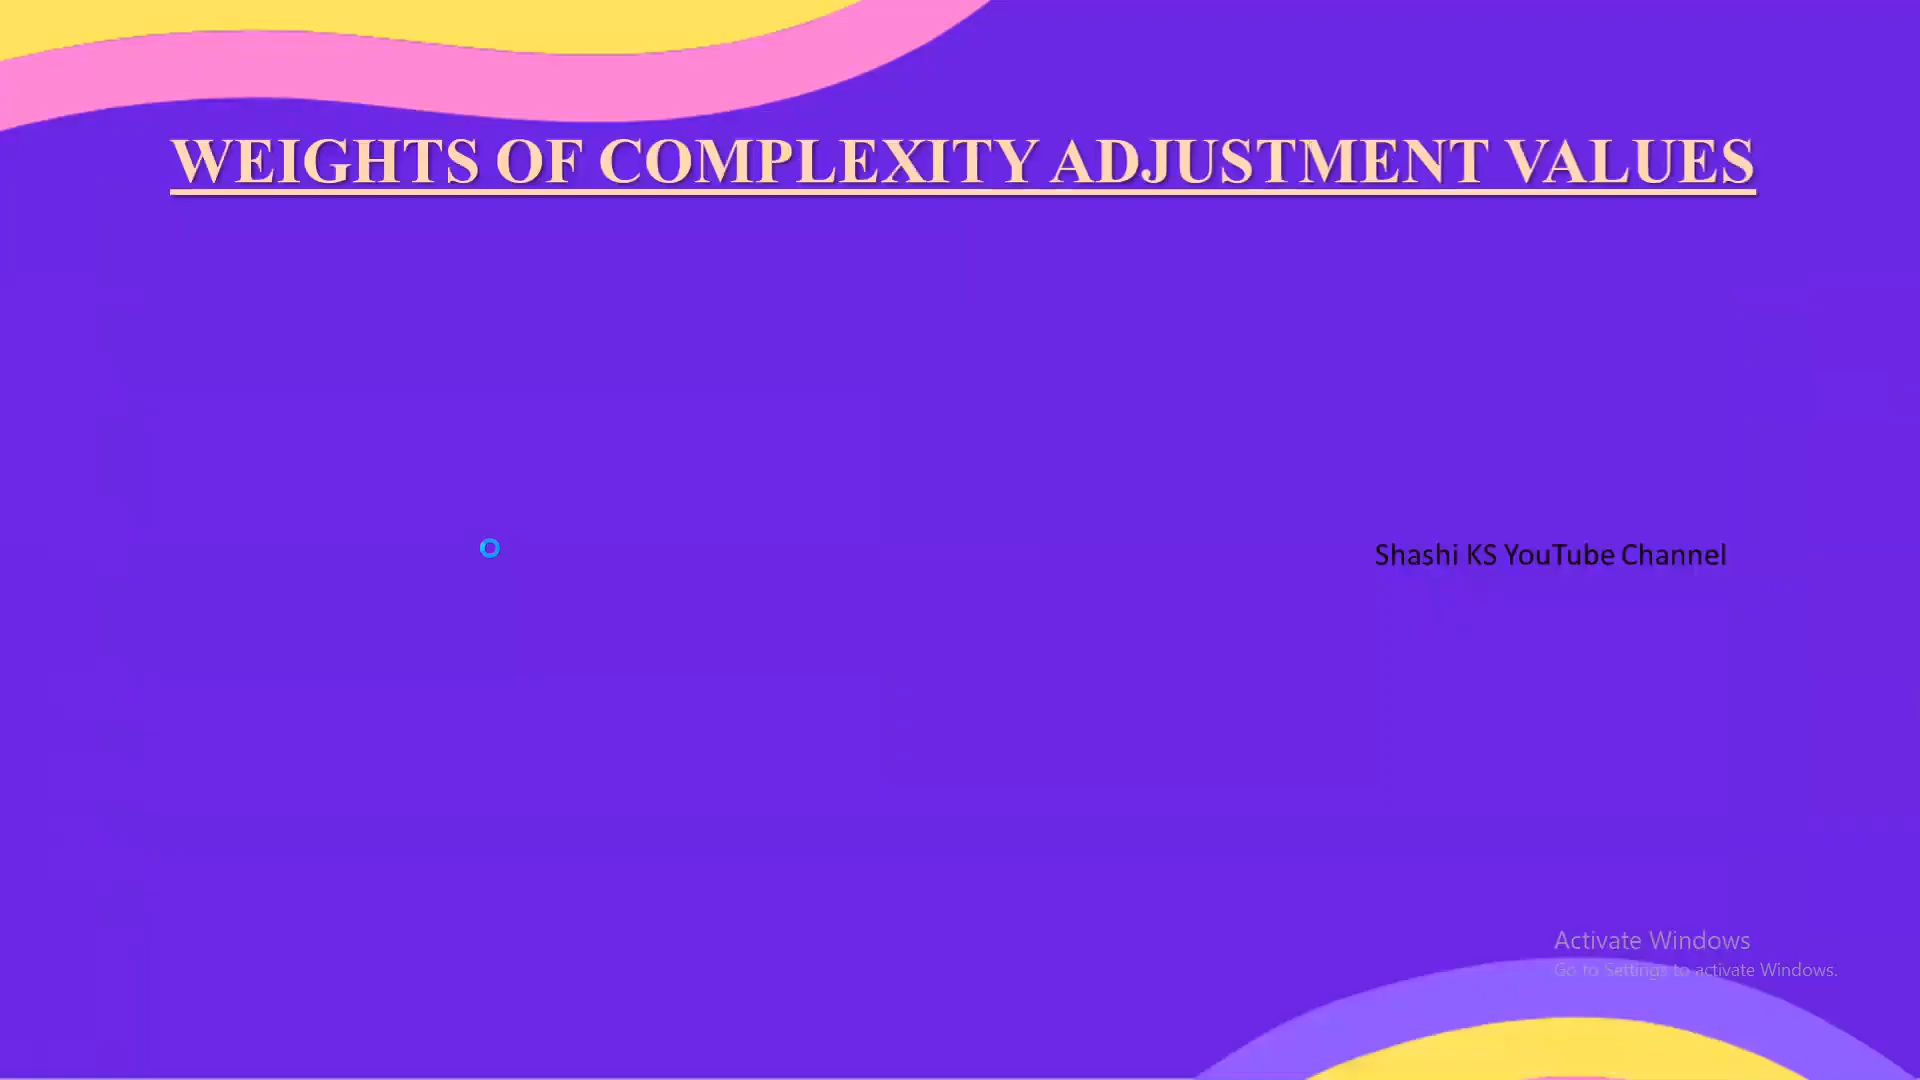 WEIGHTS OF COMPLEXITY ADJUSTMENT VALUES
Shashi KS YouTube Channel
Activate Windows
Go to Settings to activate Windows.